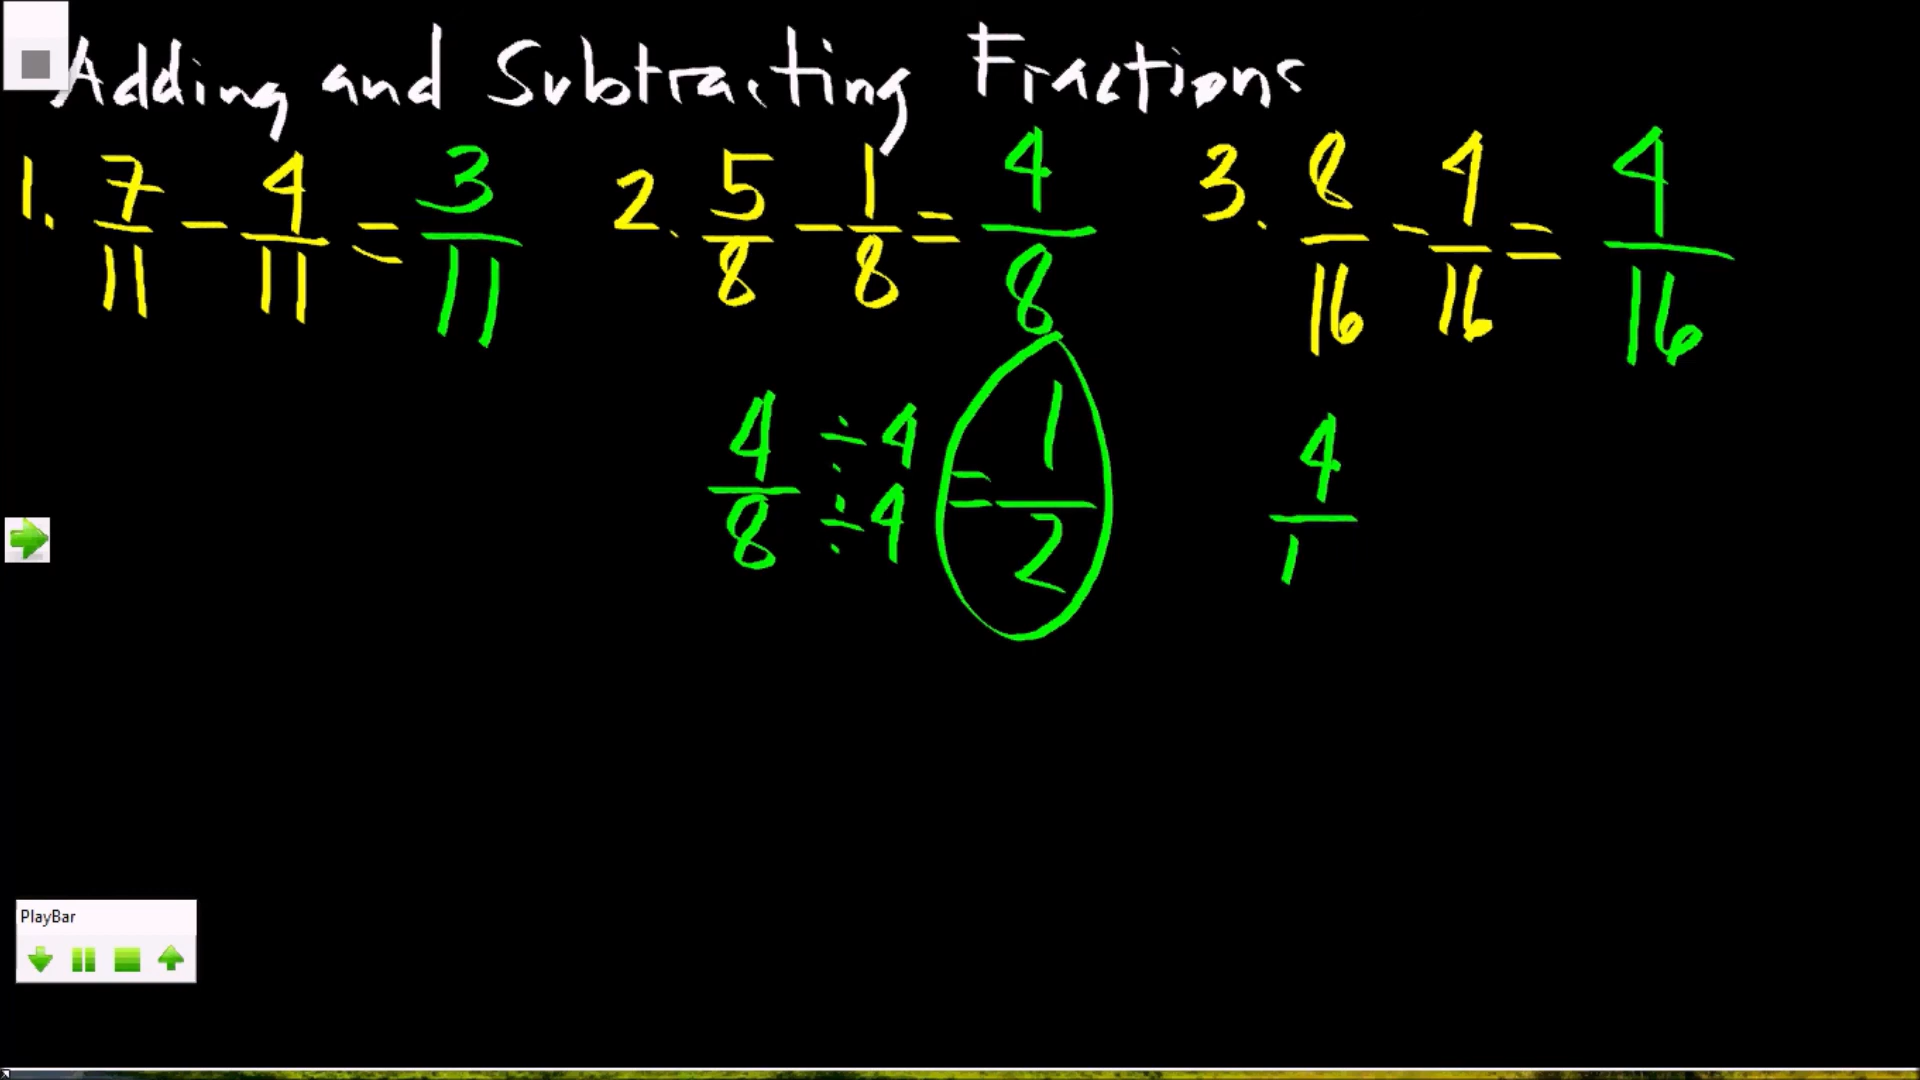 Adding and Subtracting Fractions
1. 7/11 - 4/11 = 3/11 2. 5/8 - 1/8 = 4/8 3. 8/16 - 4/16 = 4/16
4/8 ÷4/÷4 = 1/2 4/1
PlayBar